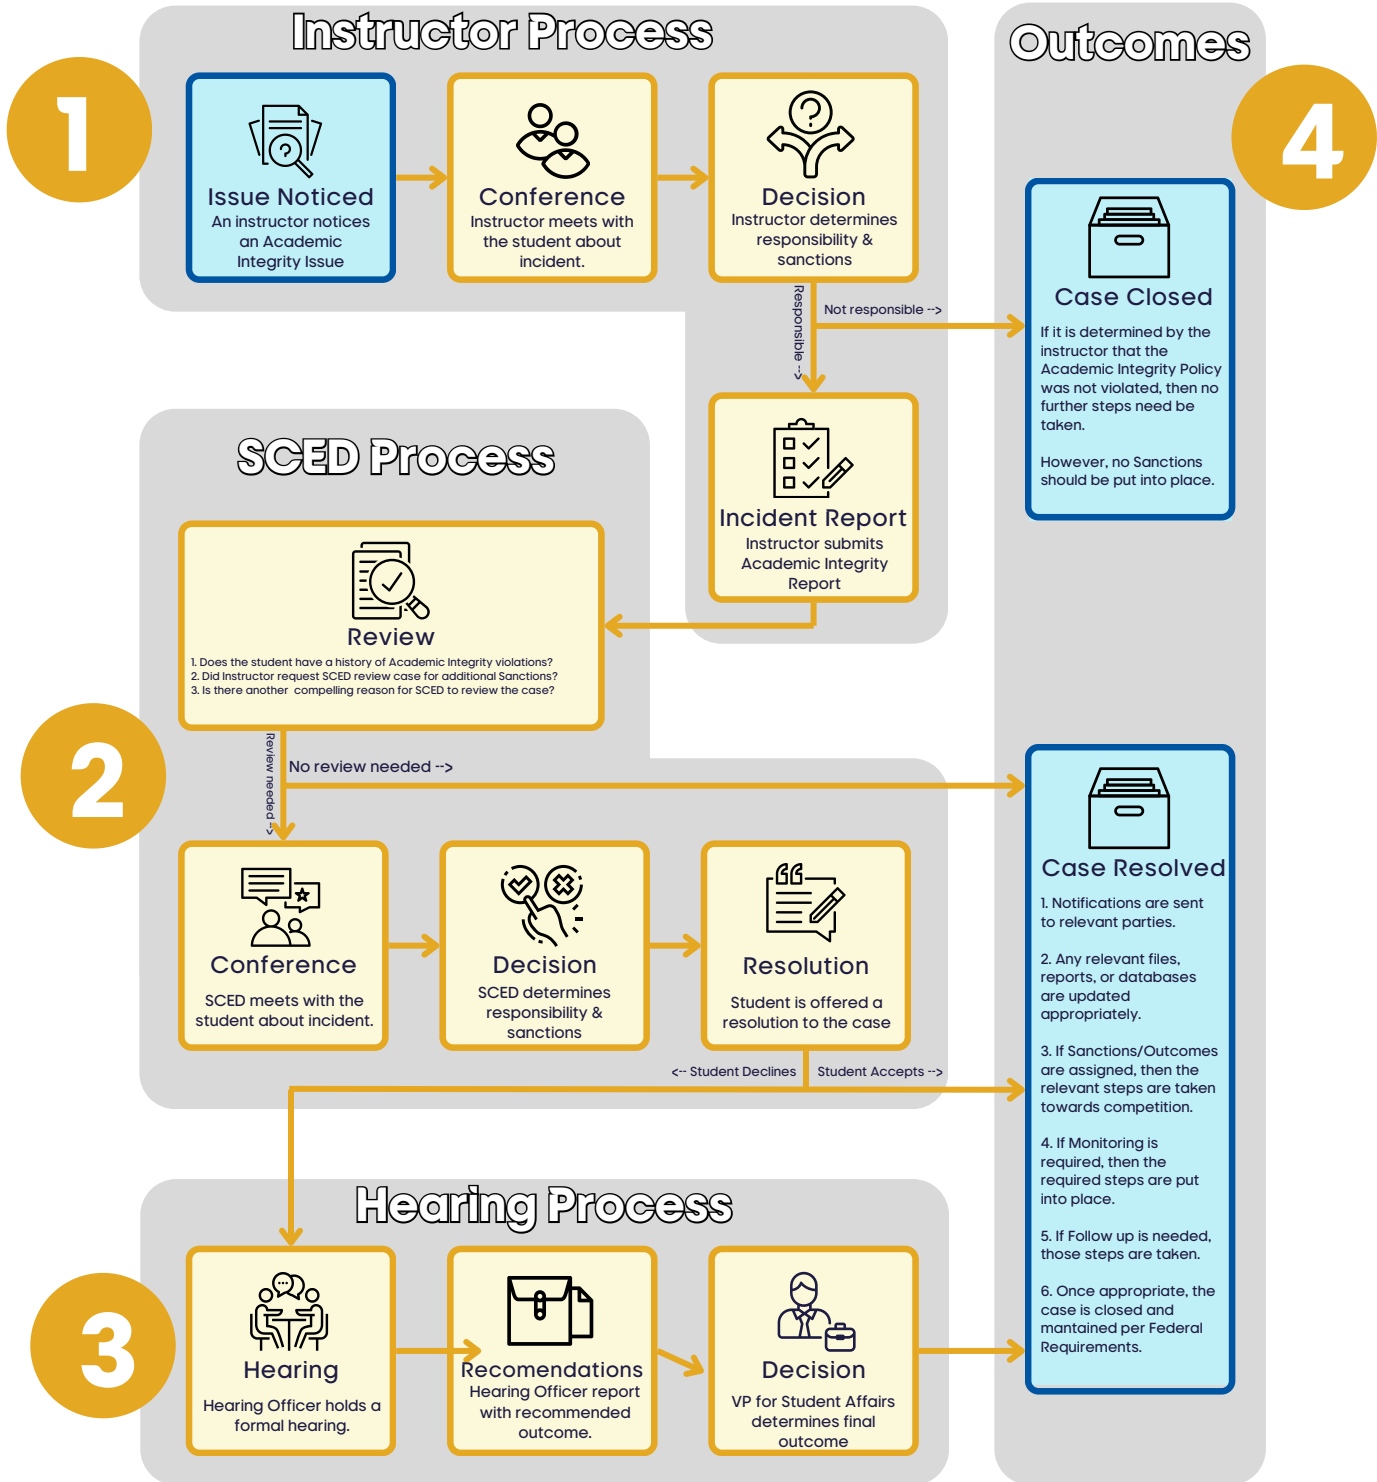 Instructor Process
1
Issue Noticed
An instructor notices
an Academic
Integrity Issue
Conference
Instructor meets with
the student about
incident.
Decision
Instructor determines
responsibility &
sanctions
Responsible -->
Not responsible -->
Incident Report
Instructor submits
Academic Integrity
Report
SCED Process
2
Review
1. Does the student have a history of Academic Integrity violations?
2. Did Instructor request SCED review case for additional Sanctions?
3. Is there another compelling reason for SCED to review the case?
Review needed -->
No review needed -->
Conference
SCED meets with the
student about incident.
Decision
SCED determines
responsibility &
sanctions
Resolution
Student is offered a
resolution to the case
<-- Student Declines
Student Accepts -->
Hearing Process
3
Hearing
Hearing Officer holds a
formal hearing.
Recomendations
Hearing Officer report
with recommended
outcome.
Decision
VP for Student Affairs
determines final
outcome
Outcomes
4
Case Closed
If it is determined by the
instructor that the
Academic Integrity Policy
was not violated, then no
further steps need be
taken.
However, no Sanctions
should be put into place.
Case Resolved
1. Notifications are sent
to relevant parties.
2. Any relevant files,
reports, or databases
are updated
appropriately.
3. If Sanctions/Outcomes
are assigned, then the
relevant steps are taken
towards competition.
4. If Monitoring is
required, then the
required steps are put
into place.
5. If Follow up is needed,
those steps are taken.
6. Once appropriate, the
case is closed and
mantained per Federal
Requirements.